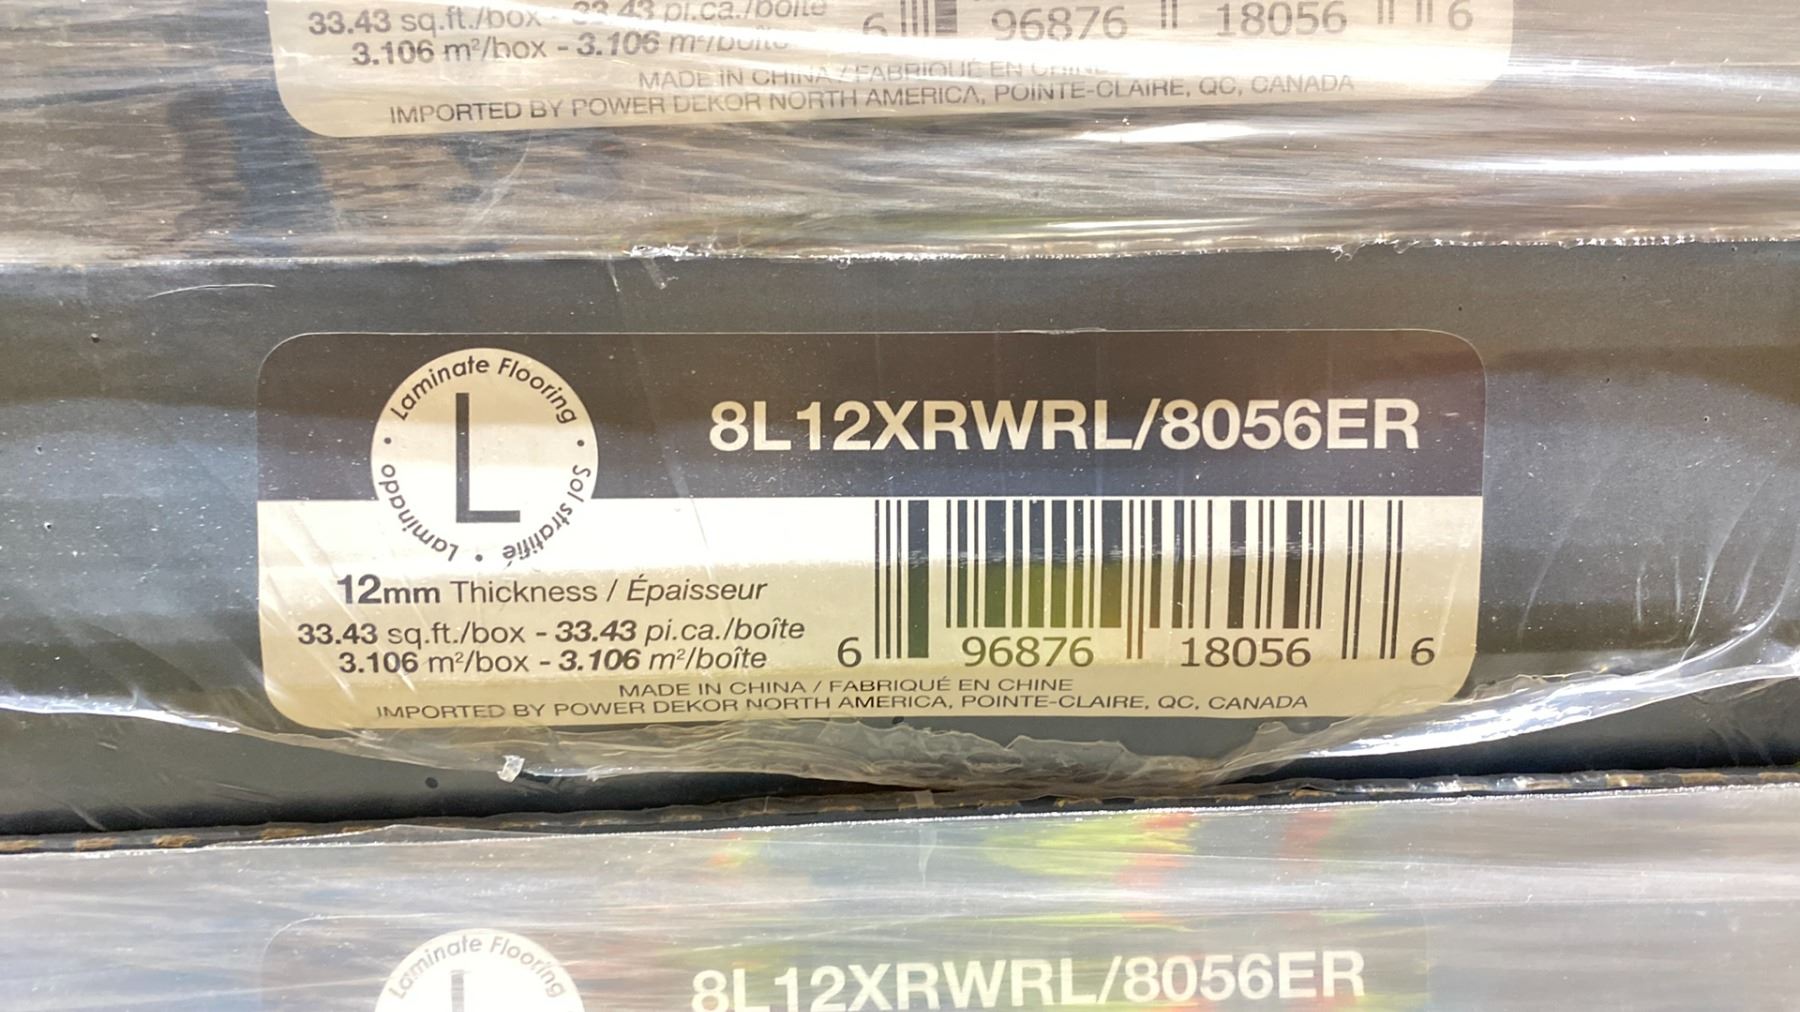 33.43 sq.ft./box - 33.43 pi.ca./boîte
3.106 m²/box - 3.106 m²/boîte
6 96876 18056 6
MADE IN CHINA / FABRIQUÉ EN CHINE
IMPORTED BY POWER DEKOR NORTH AMERICA, POINTE-CLAIRE, QC, CANADA
Laminate Flooring • Sol stratifié • Laminado •
L
8L12XRWRL/8056ER
12mm Thickness / Épaisseur
33.43 sq.ft./box - 33.43 pi.ca./boîte
3.106 m²/box - 3.106 m²/boîte
6 96876 18056 6
MADE IN CHINA / FABRIQUÉ EN CHINE
IMPORTED BY POWER DEKOR NORTH AMERICA, POINTE-CLAIRE, QC, CANADA
Laminate Flooring
L
8L12XRWRL/8056ER